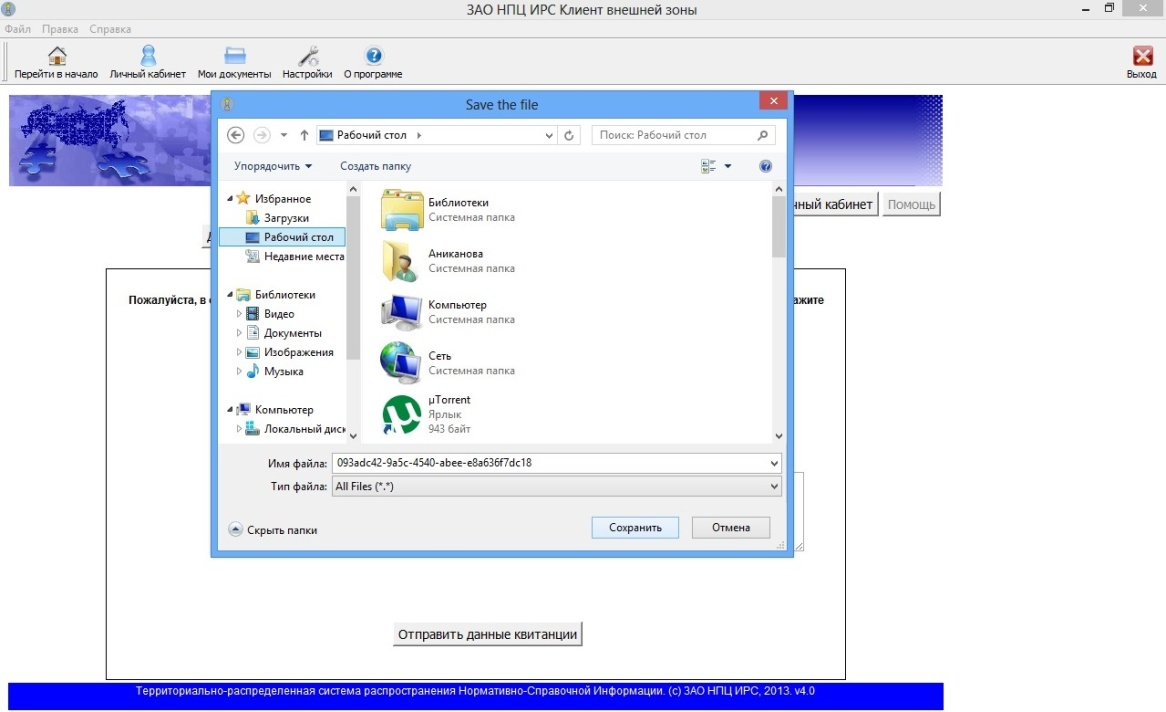 ЗАО НПЦ ИРС Клиент внешней зоны
Файл Правка Справка
Перейти в начало Личный кабинет Мои документы Настройки О программе Выход
Save the file
Рабочий стол
Поиск: Рабочий стол
Упорядочить Создать папку
Избранное
Загрузки
Рабочий стол
Недавние места
Библиотеки
Видео
Документы
Изображения
Музыка
Компьютер
Локальный диск
Библиотеки
Системная папка
Аниканова
Системная папка
Компьютер
Системная папка
Сеть
Системная папка
µTorrent
Ярлык
943 байт
Имя файла: 093adc42-9a5c-4540-abee-e8a636f7dc18
Тип файла: All Files (*.*)
Скрыть папки
Сохранить Отмена
чный кабинет Помощь
Пожалуйста, в
ажите
Отправить данные квитанции
Территориально-распределенная система распространения Нормативно-Справочной Информации. (с) ЗАО НПЦ ИРС, 2013. v4.0